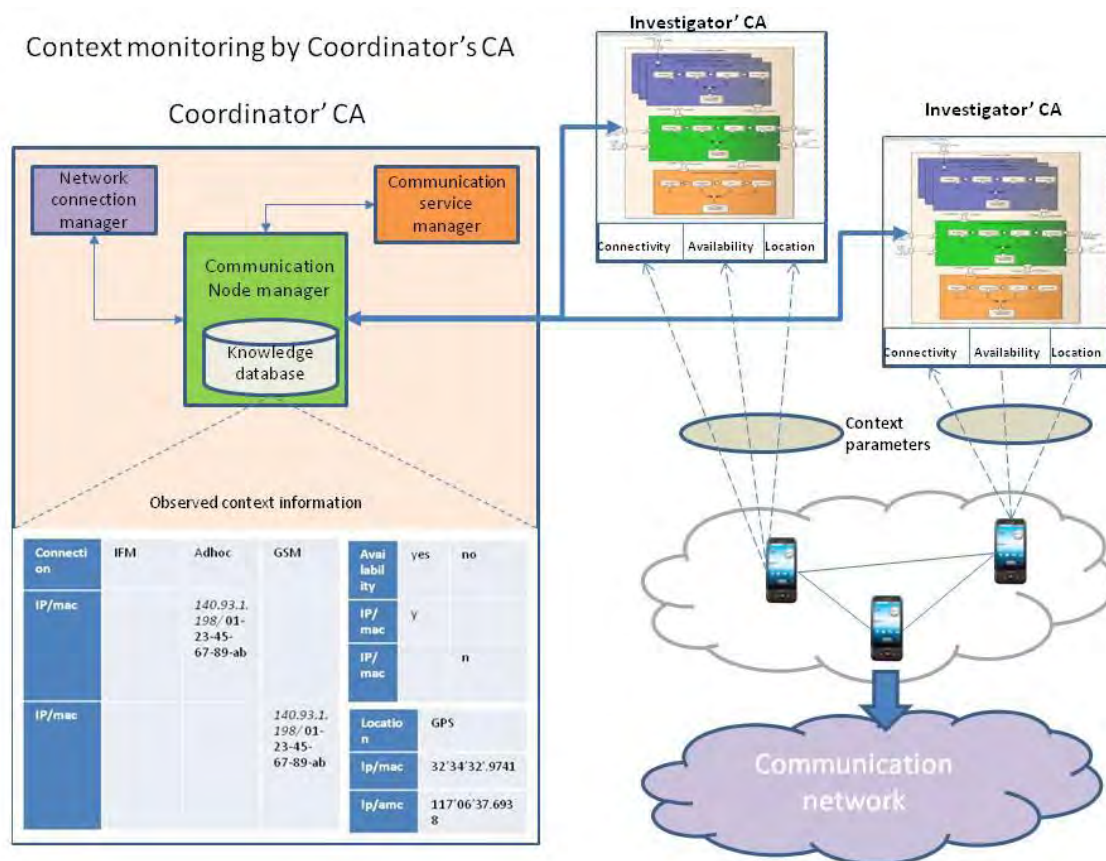 Context monitoring by Coordinator's CA
Coordinator' CA
Network
connection
manager
Communication
service
manager
Communication
Node manager
Knowledge
database
Observed context information
Connecti
on
IFM
Adhoc
GSM
IP/mac
140.93.1.
198/01-
23-45-
67-89-ab
IP/mac
140.93.1.
198/01-
23-45-
67-89-ab
Avai
labil
ity
yes
no
IP/
mac
y
IP/
mac
n
Locatio
n
GPS
Ip/mac
32'34'32'.9741
Ip/amc
117'06'37.693
8
Investigator' CA
Connectivity
Availability
Location
Investigator' CA
Connectivity
Availability
Location
Context
parameters
Communication
network